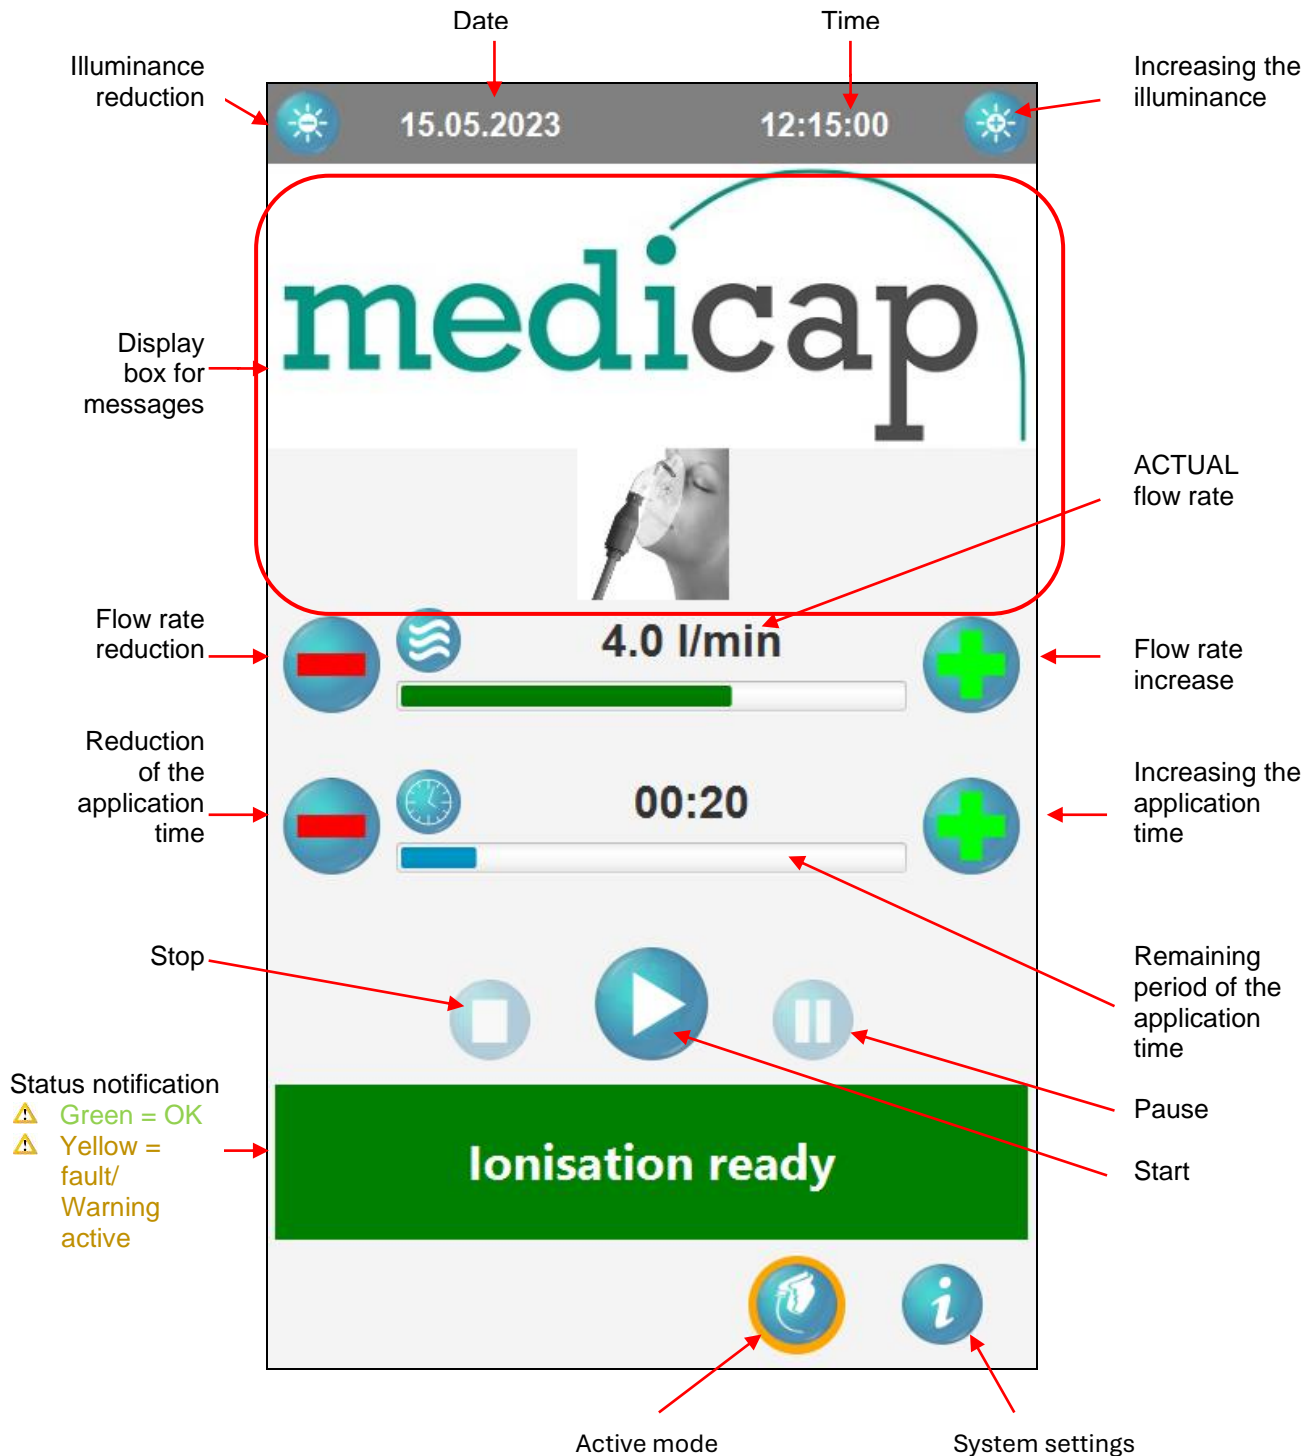 Date
Time
Illuminance
reduction
Increasing the
illuminance
15.05.2023
12:15:00
medicap
Display
box for
messages
ACTUAL
flow rate
Flow rate
reduction
4.0 l/min
Flow rate
increase
Reduction
of the
application
time
00:20
Increasing the
application
time
Stop
Remaining
period of the
application
time
Status notification
Green = OK
Yellow =
fault/
Warning
active
Ionisation ready
Pause
Start
i
Active mode
System settings